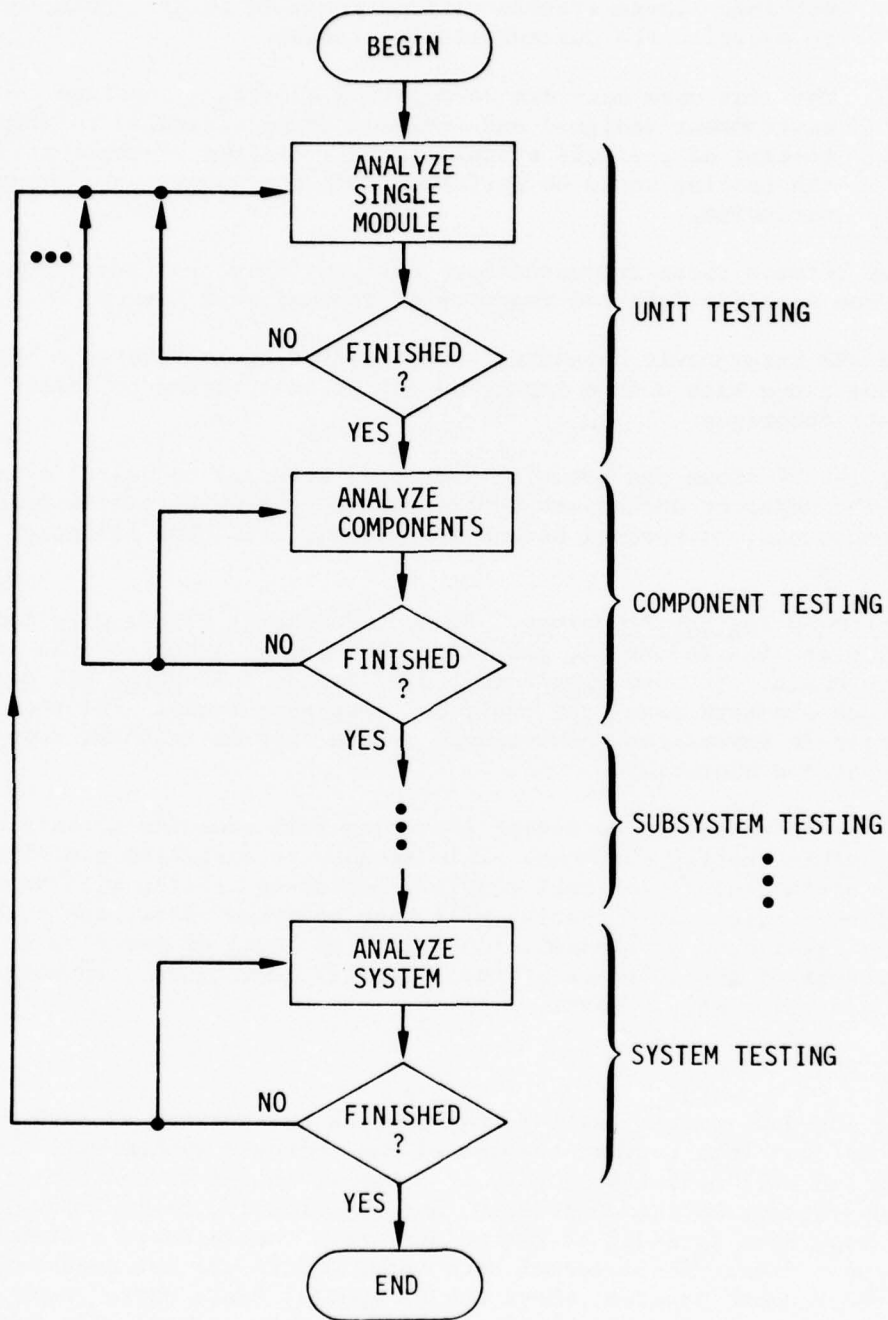 BEGIN
ANALYZE
SINGLE
MODULE
UNIT TESTING
NO
FINISHED
?
YES
ANALYZE
COMPONENTS
COMPONENT TESTING
NO
FINISHED
?
YES
SUBSYSTEM TESTING
ANALYZE
SYSTEM
SYSTEM TESTING
NO
FINISHED
?
YES
END